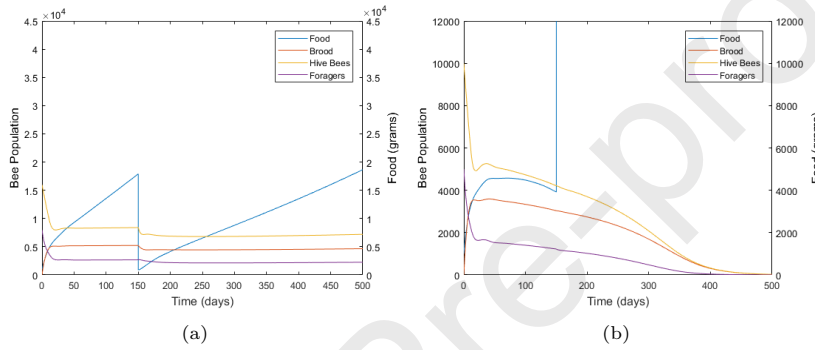 ×10⁴
×10⁴
4.5
4
3.5
3
2.5
2
1.5
1
0.5
0
Bee Population
4.5
4
3.5
3
2.5
2
1.5
1
0.5
0
Food (grams)
0 50 100 150 200 250 300 350 400 450 500
Time (days)
Food
Brood
Hive Bees
Foragers
(a)
12000
10000
8000
6000
4000
2000
0
Bee Population
12000
10000
8000
6000
4000
2000
0
0 100 200 300 400 500
Time (days)
Food
Brood
Hive Bees
Foragers
(b)
Pre-pro